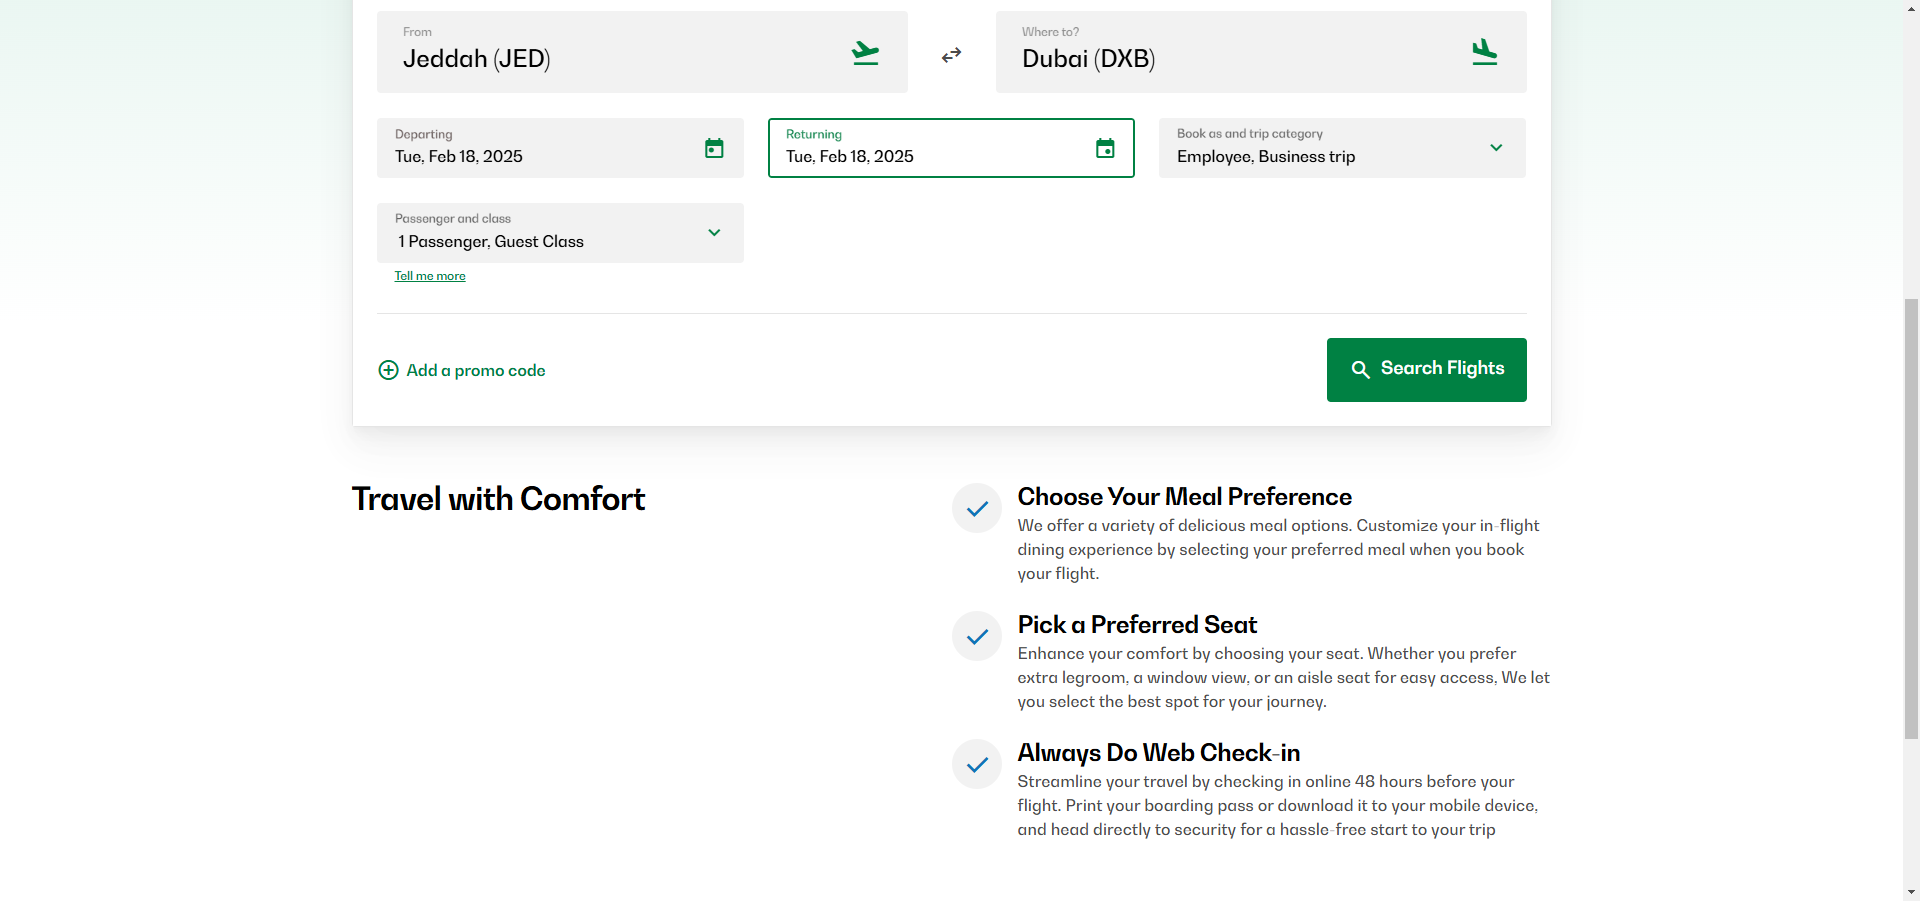 From
Jeddah (JED)
Where to?
Dubai (DXB)
Departing
Tue, Feb 18, 2025
Returning
Tue, Feb 18, 2025
Book as and trip category
Employee, Business trip
Passenger and class
1 Passenger, Guest Class
Tell me more
Add a promo code
Search Flights
Travel with Comfort
Choose Your Meal Preference
We offer a variety of delicious meal options. Customize your in-flight
dining experience by selecting your preferred meal when you book
your flight.
Pick a Preferred Seat
Enhance your comfort by choosing your seat. Whether you prefer
extra legroom, a window view, or an aisle seat for easy access, We let
you select the best spot for your journey.
Always Do Web Check-in
Streamline your travel by checking in online 48 hours before your
flight. Print your boarding pass or download it to your mobile device,
and head directly to security for a hassle-free start to your trip